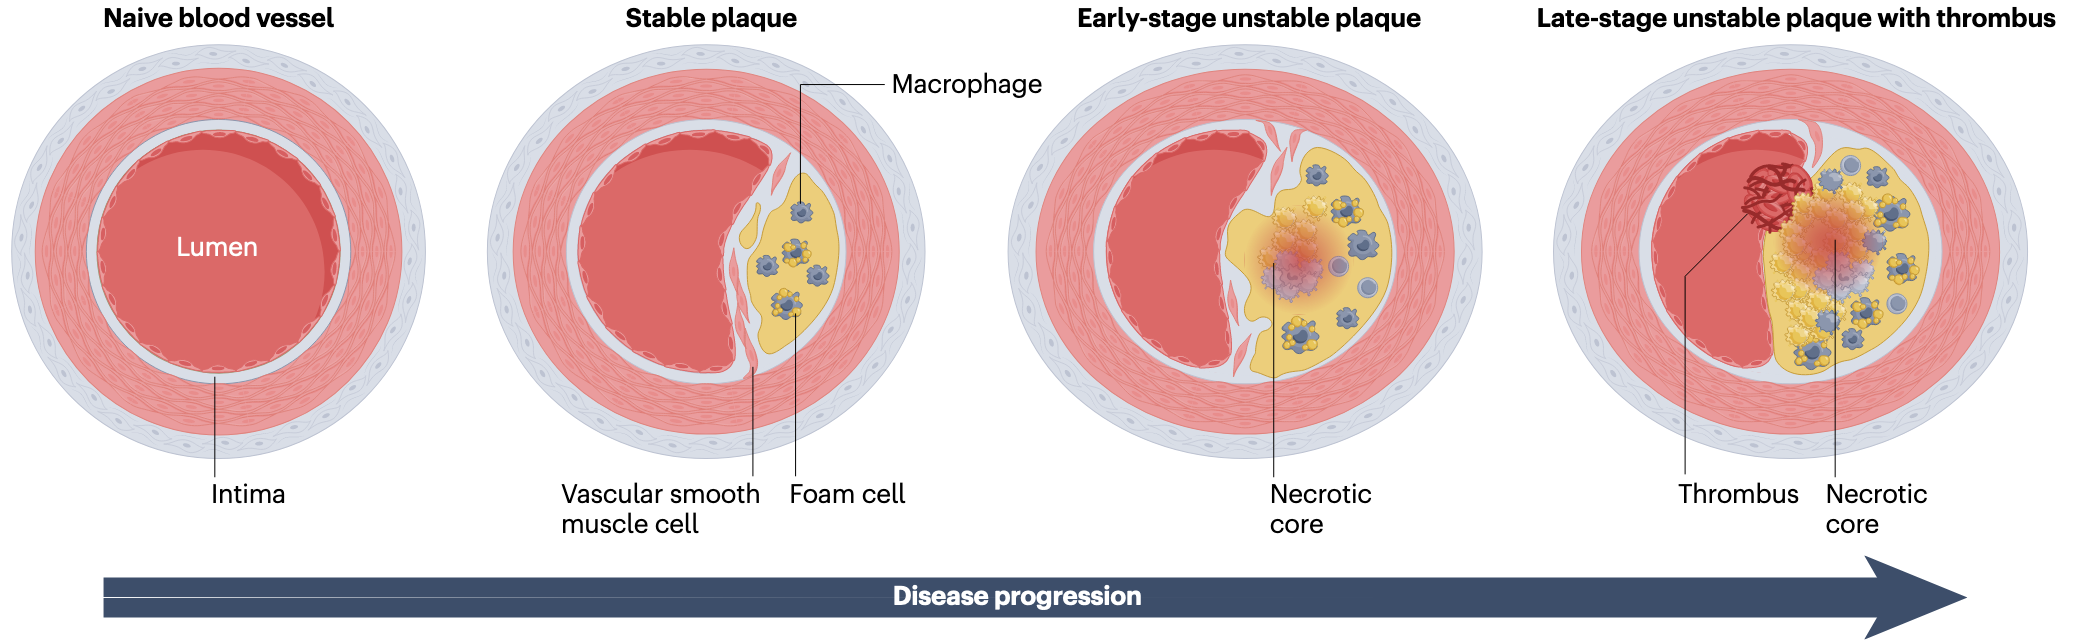 Naive blood vessel
Stable plaque
Early-stage unstable plaque
Late-stage unstable plaque with thrombus
Macrophage
Lumen
Intima
Vascular smooth
muscle cell
Foam cell
Necrotic
core
Thrombus
Necrotic
core
Disease progression